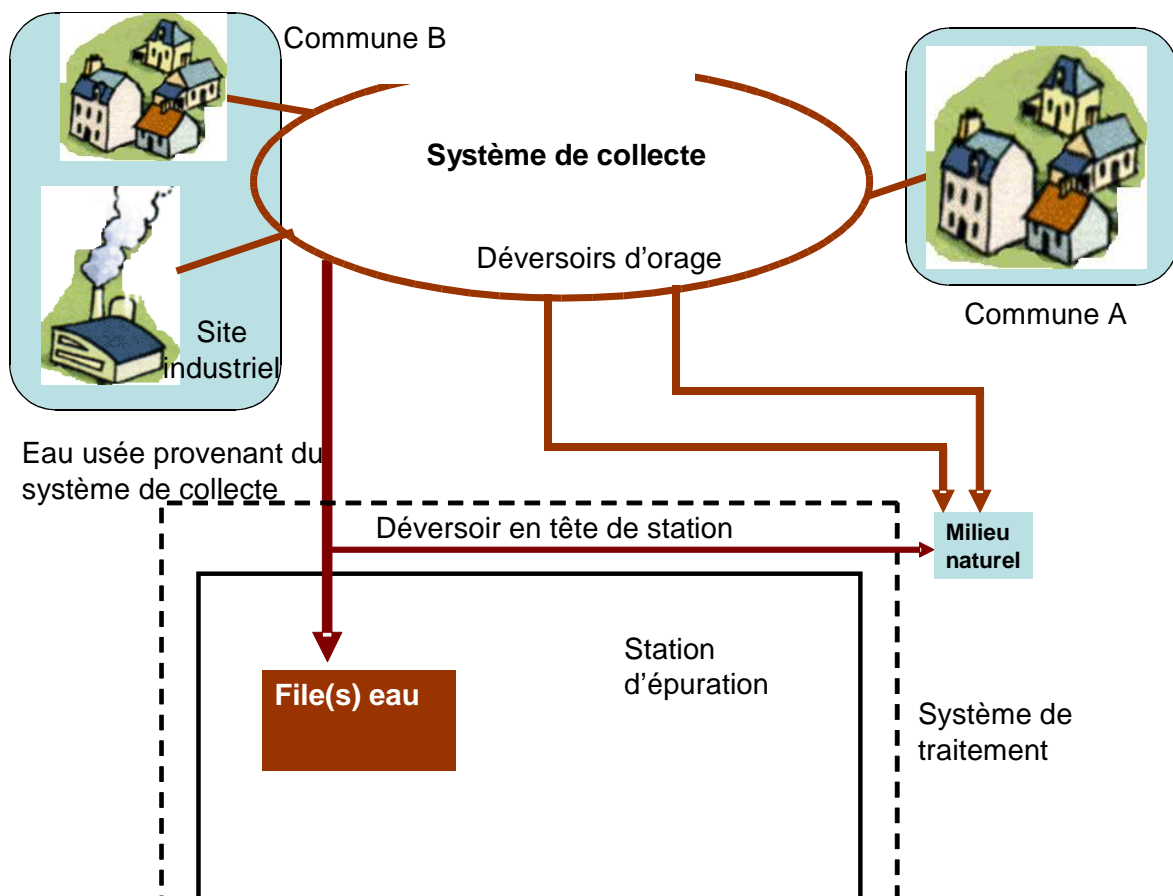 Commune B
Système de collecte
Déversoirs d'orage
Commune A
Site
industriel
Eau usée provenant du
système de collecte
Déversoir en tête de station
Milieu
naturel
Station
d'épuration
File(s) eau
Système de
traitement